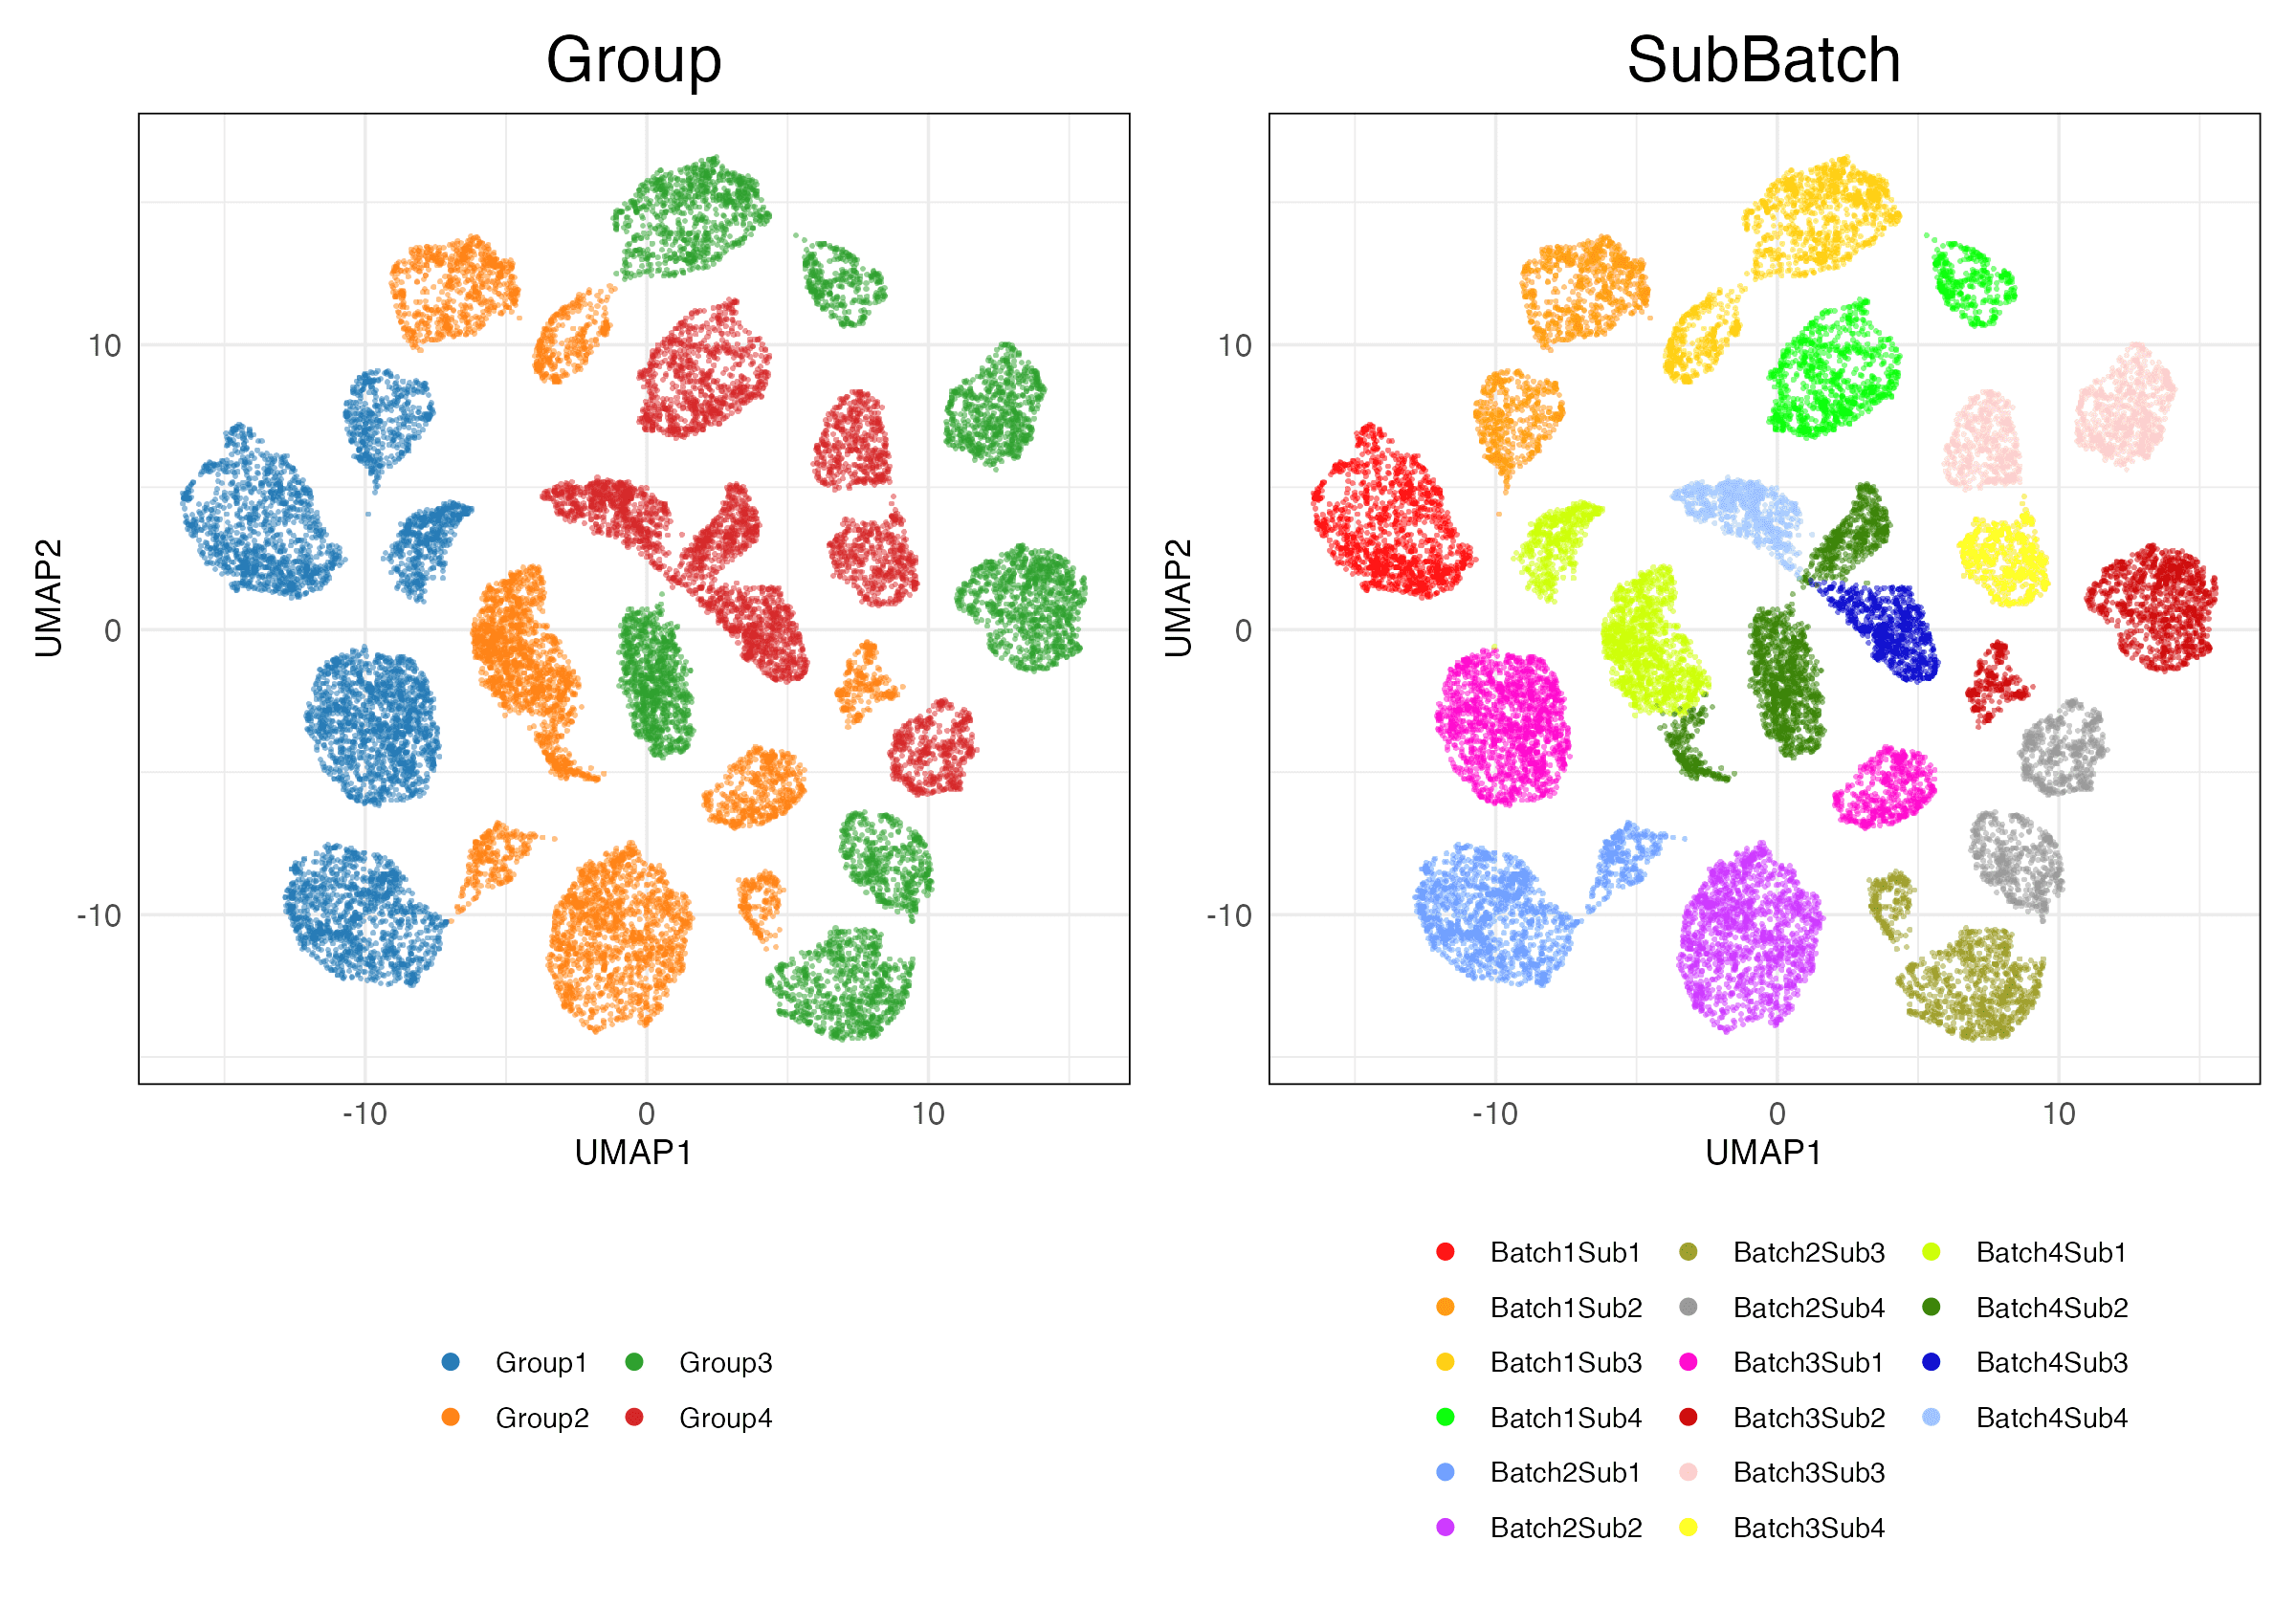 Group
SubBatch
10
0
-10
UMAP2
-10 0 10
UMAP1
10
0
-10
UMAP2
-10 0 10
UMAP1
Group1 Group3
Group2 Group4
Batch1Sub1 Batch2Sub3 Batch4Sub1
Batch1Sub2 Batch2Sub4 Batch4Sub2
Batch1Sub3 Batch3Sub1 Batch4Sub3
Batch1Sub4 Batch3Sub2 Batch4Sub4
Batch2Sub1 Batch3Sub3
Batch2Sub2 Batch3Sub4